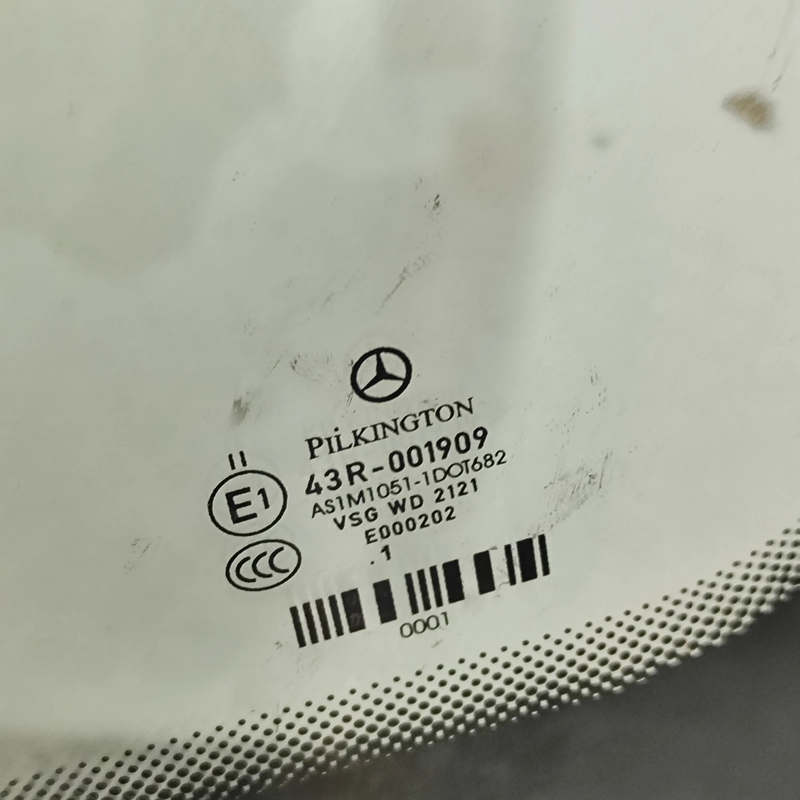 PILKINGTON
II
43R-001909
E1
AS1M1051-1DOT682
VSG WD 2121
E000202
CCC
.1
0001